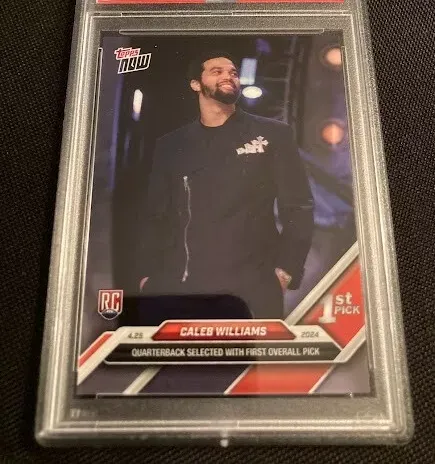 topps
now
RC
1st
PICK
4.25 CALEB WILLIAMS 2024
QUARTERBACK SELECTED WITH FIRST OVERALL PICK